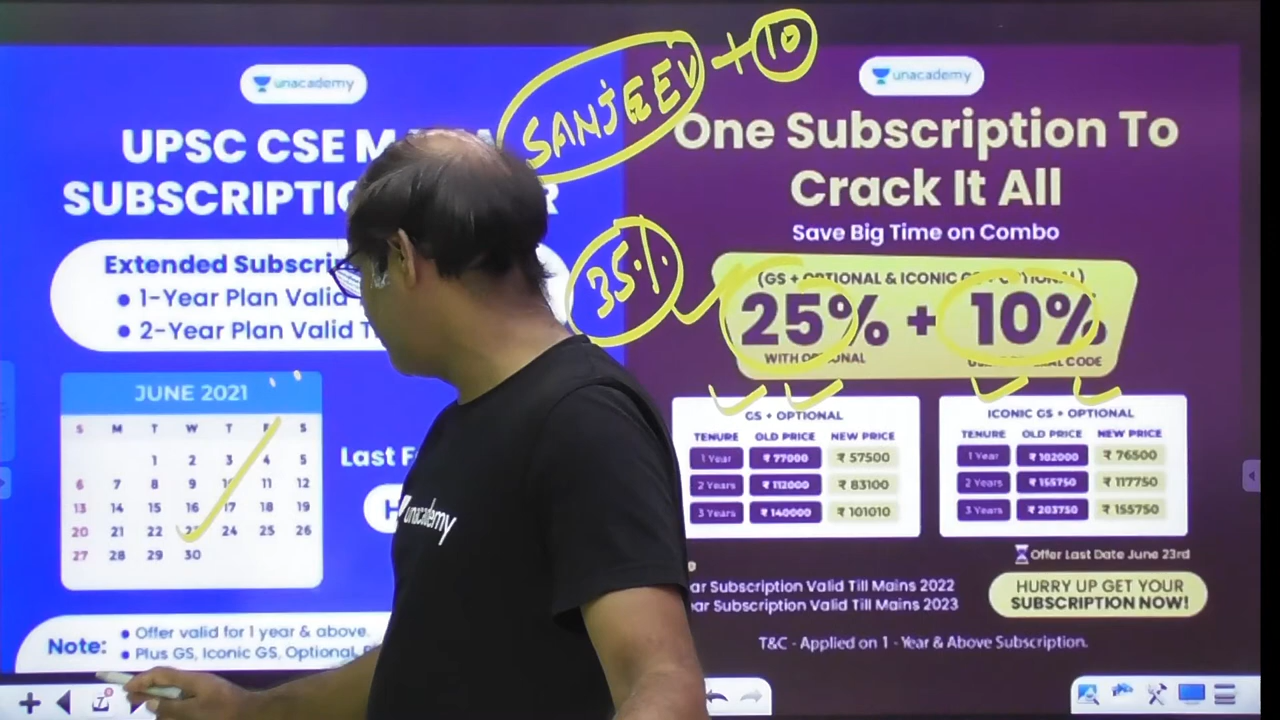 SANJEEV + 10
unacademy
UPSC CSE
SUBSCRIPTIO
Extended Subscri
• 1-Year Plan Valid
• 2-Year Plan Valid
JUNE 2021
S M T W T F S
1 2 3 4 5
6 7 8 9 10 11 12
13 14 15 16 17 18 19
20 21 22 23 24 25 26
27 28 29 30
Last
Note: • Offer valid for 1 year & above.
• Plus GS, Iconic GS, Optional,
unacademy
35%
unacademy
One Subscription To
Crack It All
Save Big Time on Combo
(GS + OPTIONAL & ICONIC GS + OPTIONAL)
25% + 10%
WITH OPTIONAL
CODE
GS + OPTIONAL
TENURE OLD PRICE NEW PRICE
1 Year ₹ 77000 ₹ 57500
2 Years ₹ 112000 ₹ 83100
3 Years ₹ 140000 ₹ 101010
ICONIC GS + OPTIONAL
TENURE OLD PRICE NEW PRICE
1 Year ₹ 102000 ₹ 76500
2 Years ₹ 155750 ₹ 117750
3 Years ₹ 203750 ₹ 155750
Offer Last Date June 23rd
ar Subscription Valid Till Mains 2022
ar Subscription Valid Till Mains 2023
HURRY UP GET YOUR
SUBSCRIPTION NOW!
T&C - Applied on 1 - Year & Above Subscription.